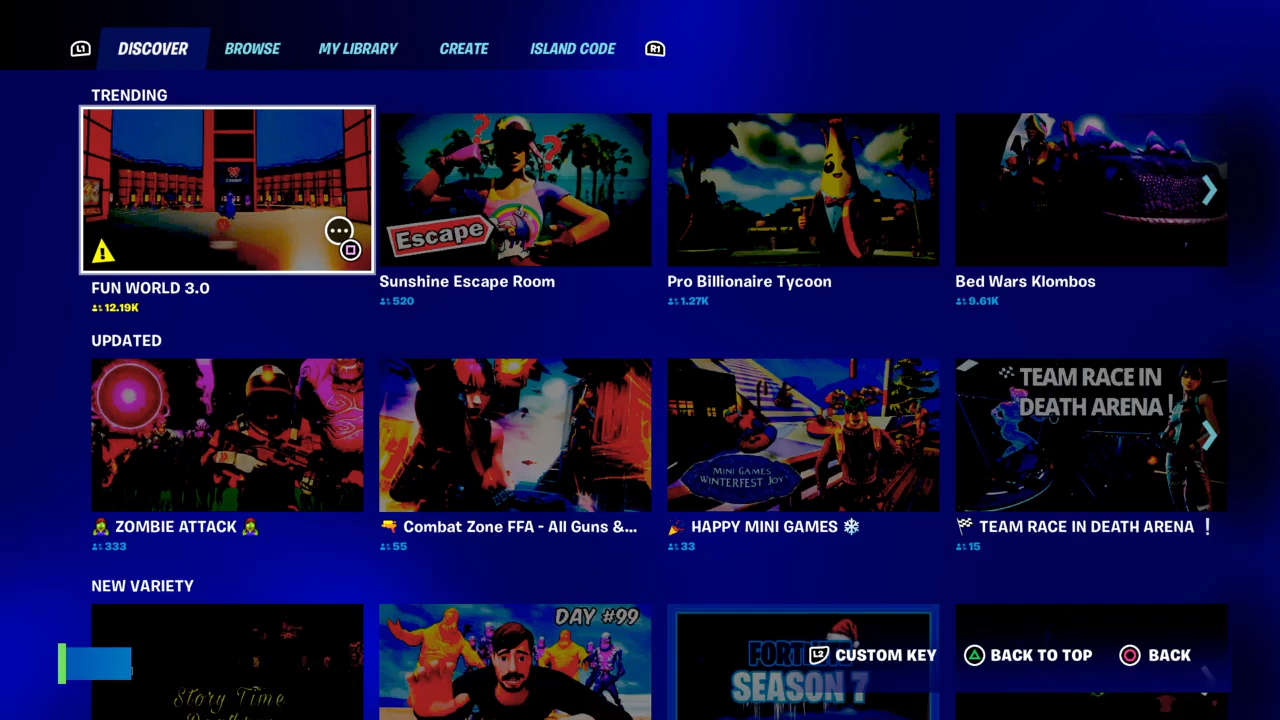 L1 DISCOVER BROWSE MY LIBRARY CREATE ISLAND CODE R1
TRENDING
Escape
FUN WORLD 3.0
Sunshine Escape Room
Pro Billionaire Tycoon
Bed Wars Klombos
12.19K
520
1.27K
9.61K
UPDATED
MINI GAMES
WINTERFEST JOY
TEAM RACE IN
DEATH ARENA !
🧟‍♀️ ZOMBIE ATTACK 🧟‍♀️
🔫 Combat Zone FFA - All Guns &...
🎉 HAPPY MINI GAMES ❄️
🏁 TEAM RACE IN DEATH ARENA ❕
333
55
33
15
NEW VARIETY
Story Time
DAY #99
SEASON 7
L2 CUSTOM KEY
BACK TO TOP
BACK